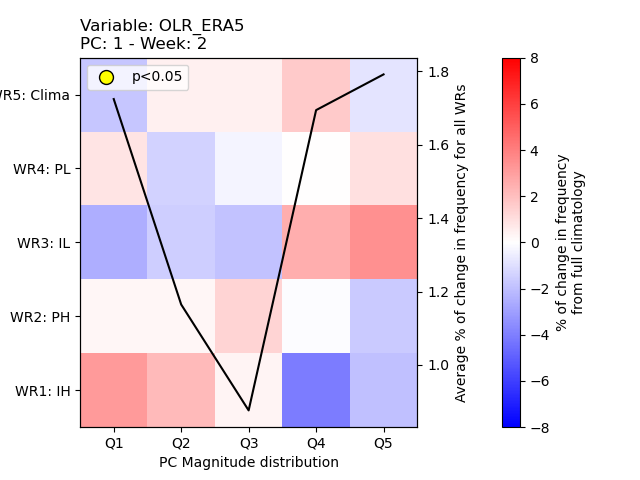 Variable: OLR_ERA5
PC: 1 - Week: 2
p<0.05
WR5: Clima
WR4: PL
WR3: IL
WR2: PH
WR1: IH
Q1 Q2 Q3 Q4 Q5
PC Magnitude distribution
1.8
1.6
1.4
1.2
1.0
Average % of change in frequency for all WRs
8
6
4
2
0
−2
−4
−6
−8
% of change in frequency
from full climatology